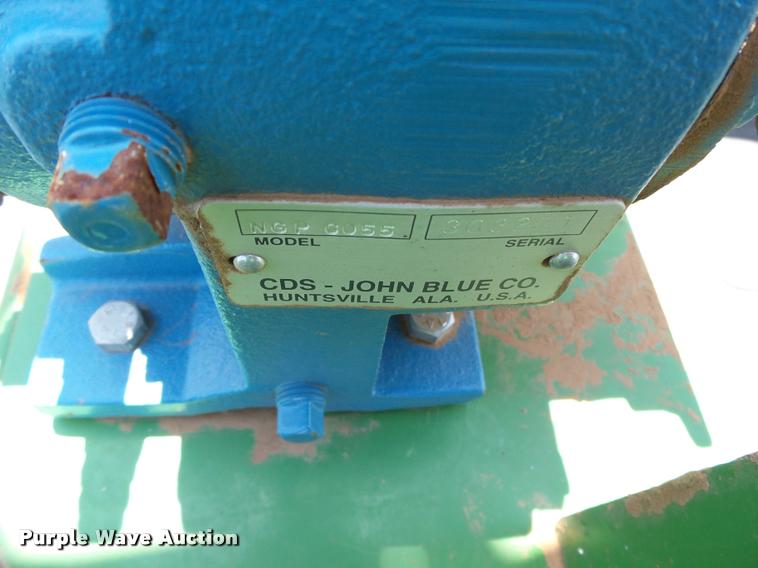 NGP 6055
MODEL SERIAL
CDS - JOHN BLUE CO.
HUNTSVILLE ALA. U.S.A.
Purple Wave Auction